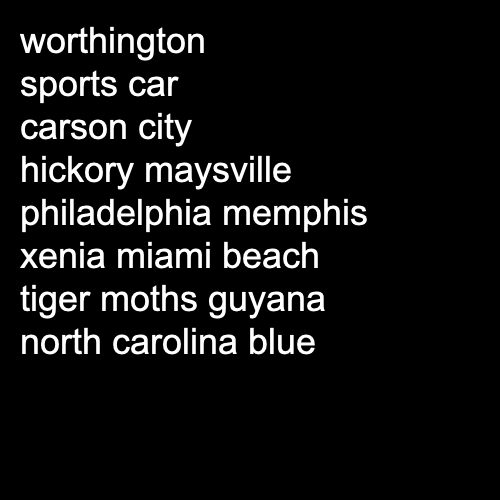 worthington
sports car
carson city
hickory maysville
philadelphia memphis
xenia miami beach
tiger moths guyana
north carolina blue